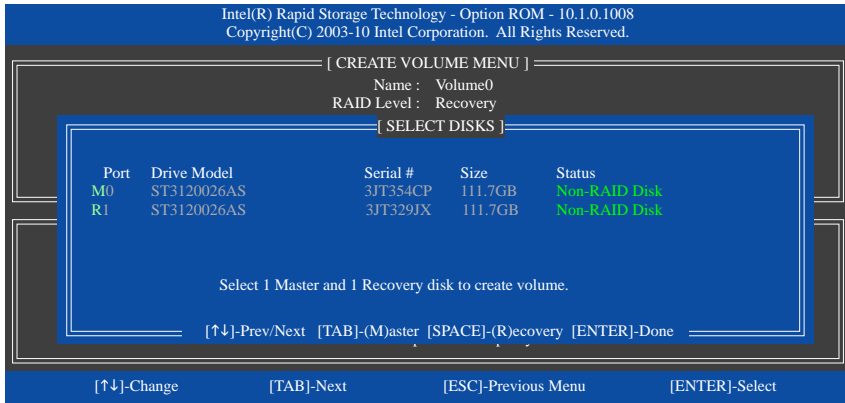 Intel(R) Rapid Storage Technology - Option ROM - 10.1.0.1008
Copyright(C) 2003-10 Intel Corporation. All Rights Reserved.
[ CREATE VOLUME MENU ]
Name : Volume0
RAID Level : Recovery
[ SELECT DISKS ]
Port Drive Model Serial # Size Status
M0 ST3120026AS 3JT354CP 111.7GB Non-RAID Disk
R1 ST3120026AS 3JT329JX 111.7GB Non-RAID Disk
Select 1 Master and 1 Recovery disk to create volume.
[↑↓]-Prev/Next [TAB]-(M)aster [SPACE]-(R)ecovery [ENTER]-Done
[↑↓]-Change [TAB]-Next [ESC]-Previous Menu [ENTER]-Select